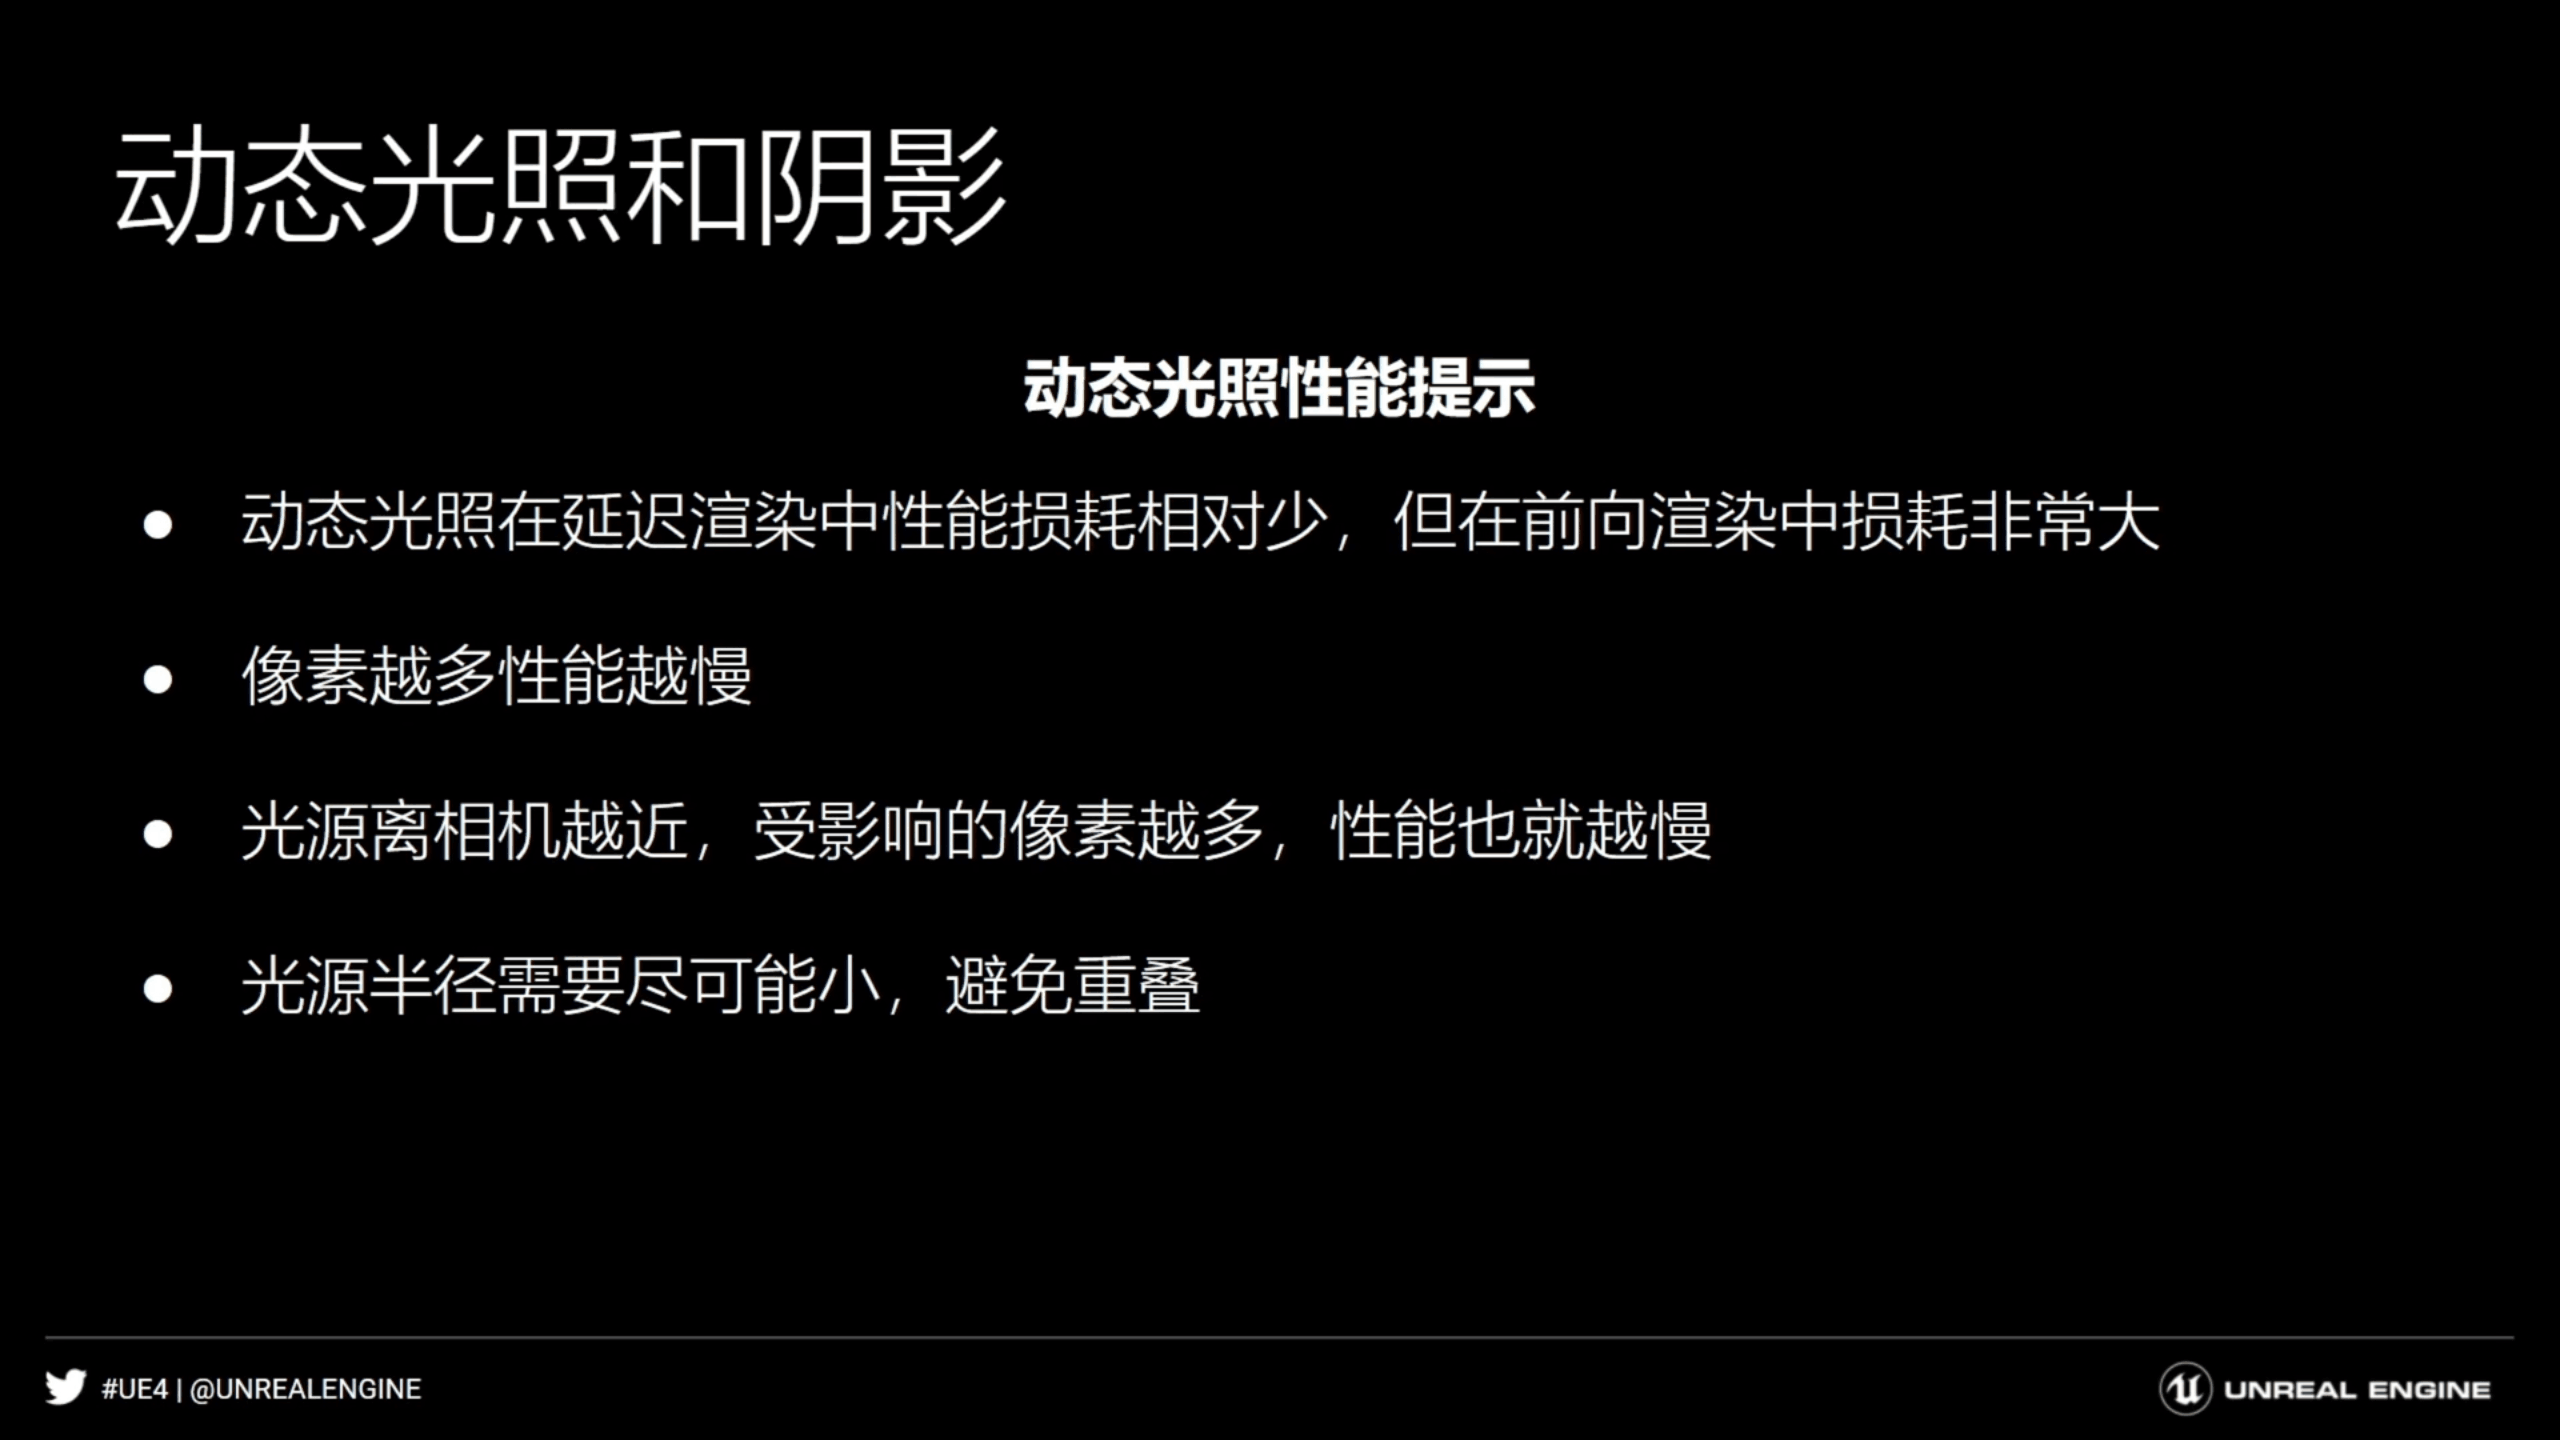 动态光照和阴影
动态光照性能提示
● 动态光照在延迟渲染中性能损耗相对少，但在前向渲染中损耗非常大
● 像素越多性能越慢
● 光源离相机越近，受影响的像素越多，性能也就越慢
● 光源半径需要尽可能小，避免重叠
#UE4 | @UNREALENGINE
UNREAL ENGINE